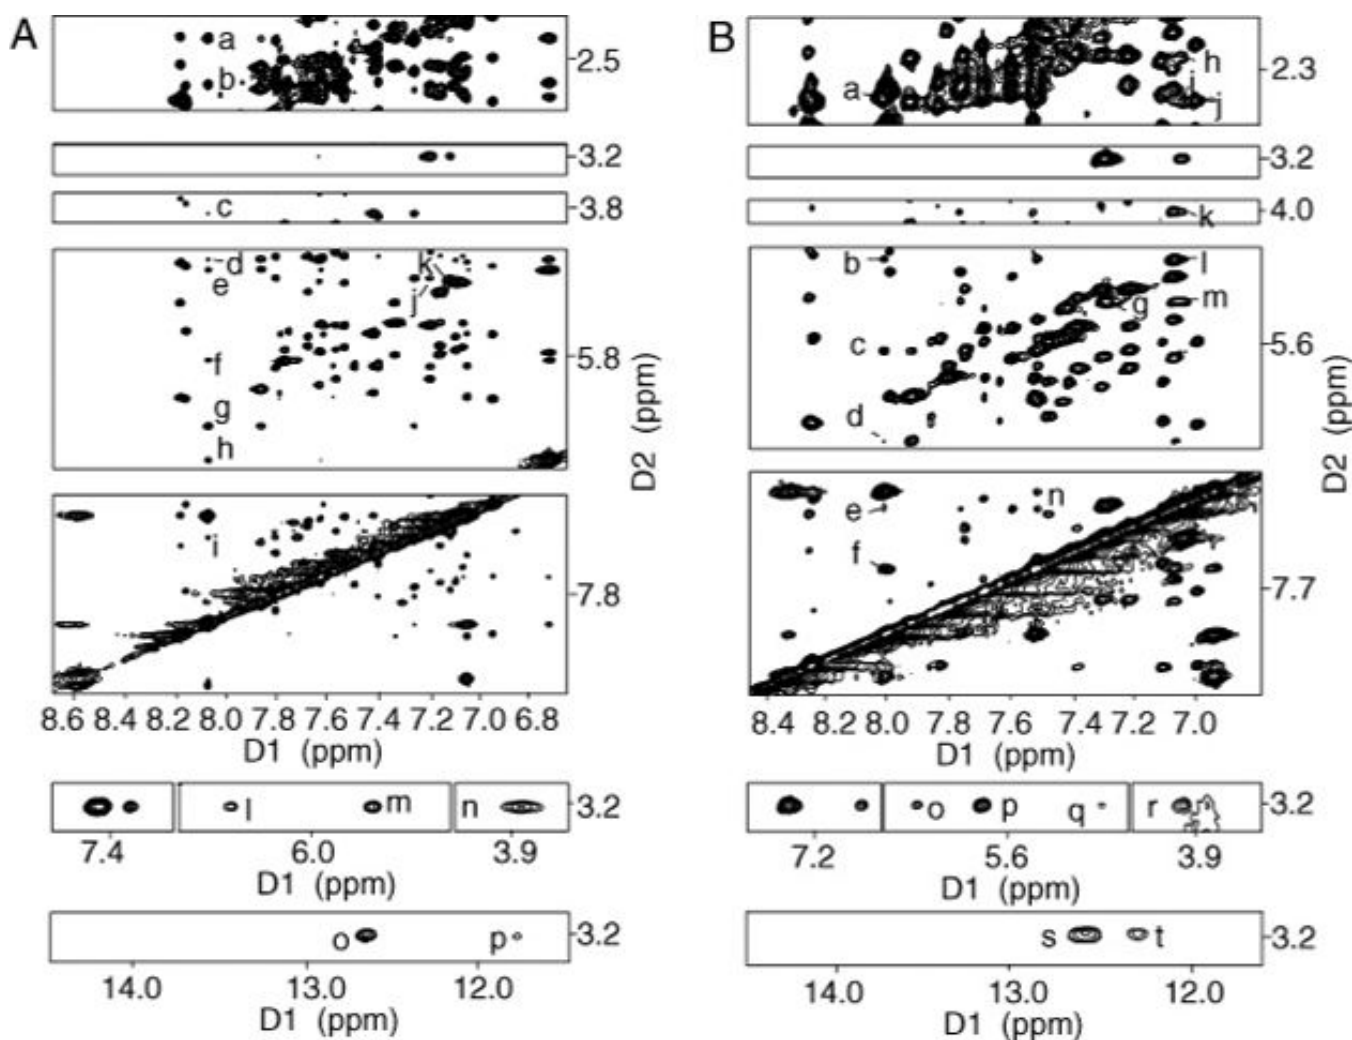 A
a
b
2.5
3.2
c
3.8
d
e
k
j
f
g
h
5.8
i
7.8
D2 (ppm)
8.6 8.4 8.2 8.0 7.8 7.6 7.4 7.2 7.0 6.8
D1 (ppm)
l
m
n
3.2
7.4 6.0 3.9
D1 (ppm)
o
p
3.2
14.0 13.0 12.0
D1 (ppm)
B
a
h
i
j
2.3
3.2
k
4.0
b
l
g
m
c
d
5.6
e
n
f
7.7
D2 (ppm)
8.4 8.2 8.0 7.8 7.6 7.4 7.2 7.0
D1 (ppm)
o
p
q
r
3.2
7.2 5.6 3.9
D1 (ppm)
s
t
3.2
14.0 13.0 12.0
D1 (ppm)